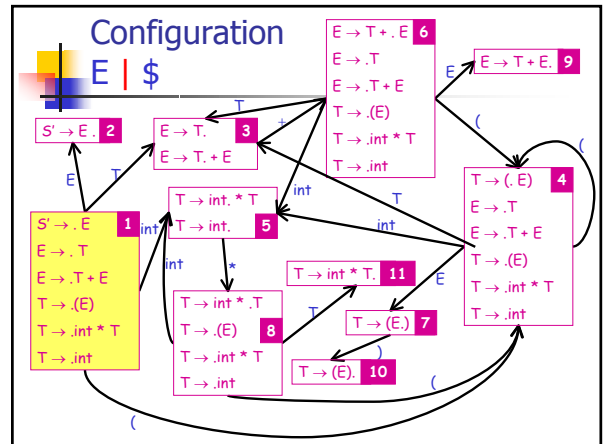 Configuration
E | $
E → T + . E 6
E → .T
E → .T + E
T → .(E)
T → .int * T
T → .int
E
E → T + E. 9
T
+
(
(
S' → E . 2
E → T. 3
E → T. + E
E
T
int
T
int
T → (. E) 4
E → .T
E → .T + E
T → .(E)
T → .int * T
T → .int
T → int. * T
T → int. 5
S' → . E 1
E → . T
E → .T + E
T → .(E)
T → .int * T
T → .int
int
int
*
T → int * T. 11
E
T → int * .T
T → .(E) 8
T → .int * T
T → .int
T
T → (E.) 7
)
T → (E). 10
(
(